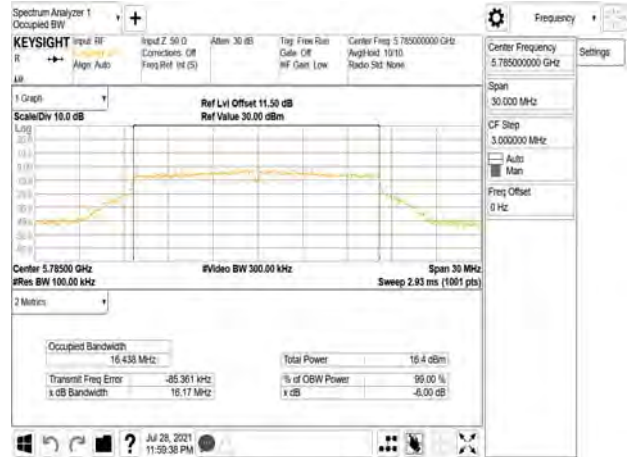 Spectrum Analyzer 1
Occupied BW
Frequency
KEYSIGHT
Input: RF
Input Z: 50 Ω
Atten: 30 dB
Trig: Free Run
Center Freq: 5.785000000 GHz
R
Corrections: Off
Gate: Off
Avg|Hold: 10/10
Align: Auto
Freq Ref: Int (S)
#IF Gain: Low
Radio Std: None
Center Frequency
5.785000000 GHz
Settings
Span
30.000 MHz
CF Step
3.000000 MHz
Auto
Man
Freq Offset
0 Hz
1 Graph
Scale/Div 10.0 dB
Ref Lvl Offset 11.50 dB
Ref Value 30.00 dBm
Log
Center 5.78500 GHz
#Res BW 100.00 kHz
#Video BW 300.00 kHz
Span 30 MHz
Sweep 2.93 ms (1001 pts)
2 Metrics
Occupied Bandwidth
16.438 MHz
Total Power
16.4 dBm
Transmit Freq Error
-85.361 kHz
% of OBW Power
99.00 %
x dB Bandwidth
16.17 MHz
x dB
-6.00 dB
?
Jul 28, 2021
11:59:38 PM